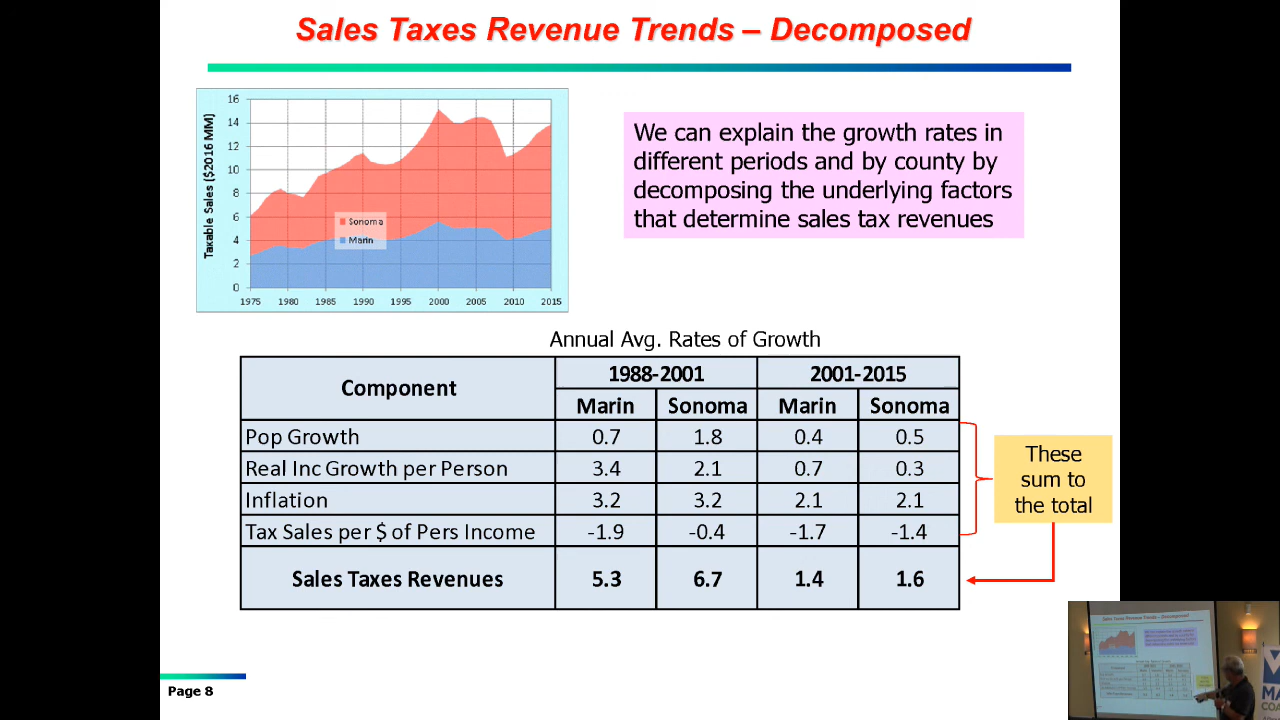 Sales Taxes Revenue Trends – Decomposed
Taxable Sales ($2016 MM)
16
14
12
10
8
6
4
2
0
Sonoma
Marin
1975 1980 1985 1990 1995 2000 2005 2010 2015
We can explain the growth rates in
different periods and by county by
decomposing the underlying factors
that determine sales tax revenues
Annual Avg. Rates of Growth
Component 1988-2001 2001-2015
Marin Sonoma Marin Sonoma
Pop Growth 0.7 1.8 0.4 0.5
Real Inc Growth per Person 3.4 2.1 0.7 0.3
Inflation 3.2 3.2 2.1 2.1
Tax Sales per $ of Pers Income -1.9 -0.4 -1.7 -1.4
Sales Taxes Revenues 5.3 6.7 1.4 1.6
These
sum to
the total
Page 8
Sales Taxes Revenue Trends – Decomposed